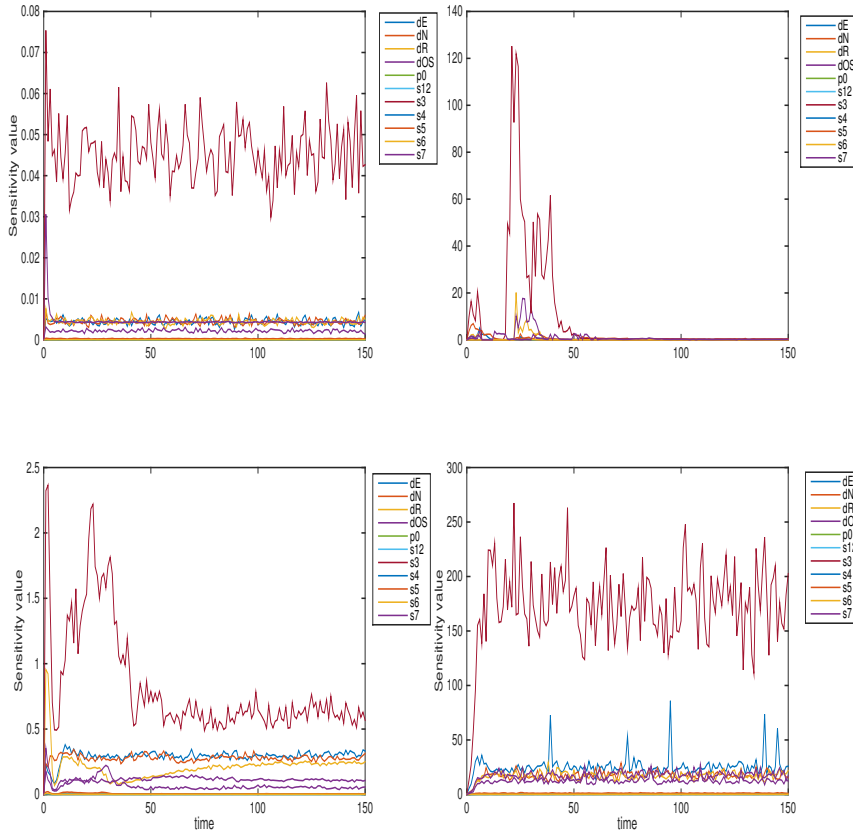 0.08
0.07
0.06
0.05
0.04
0.03
0.02
0.01
0
Sensitivity value
0
50
100
150
dE
dN
dR
dOS
p0
s12
s3
s4
s5
s6
s7
140
120
100
80
60
40
20
0
0
50
100
150
dE
dN
dR
dOS
p0
s12
s3
s4
s5
s6
s7
2.5
2
1.5
1
0.5
0
Sensitivity value
0
50
100
150
time
dE
dN
dR
dOS
p0
s12
s3
s4
s5
s6
s7
300
250
200
150
100
50
0
Sensitivity value
0
50
100
150
time
dE
dN
dR
dO
p0
s12
s3
s4
s5
s6
s7